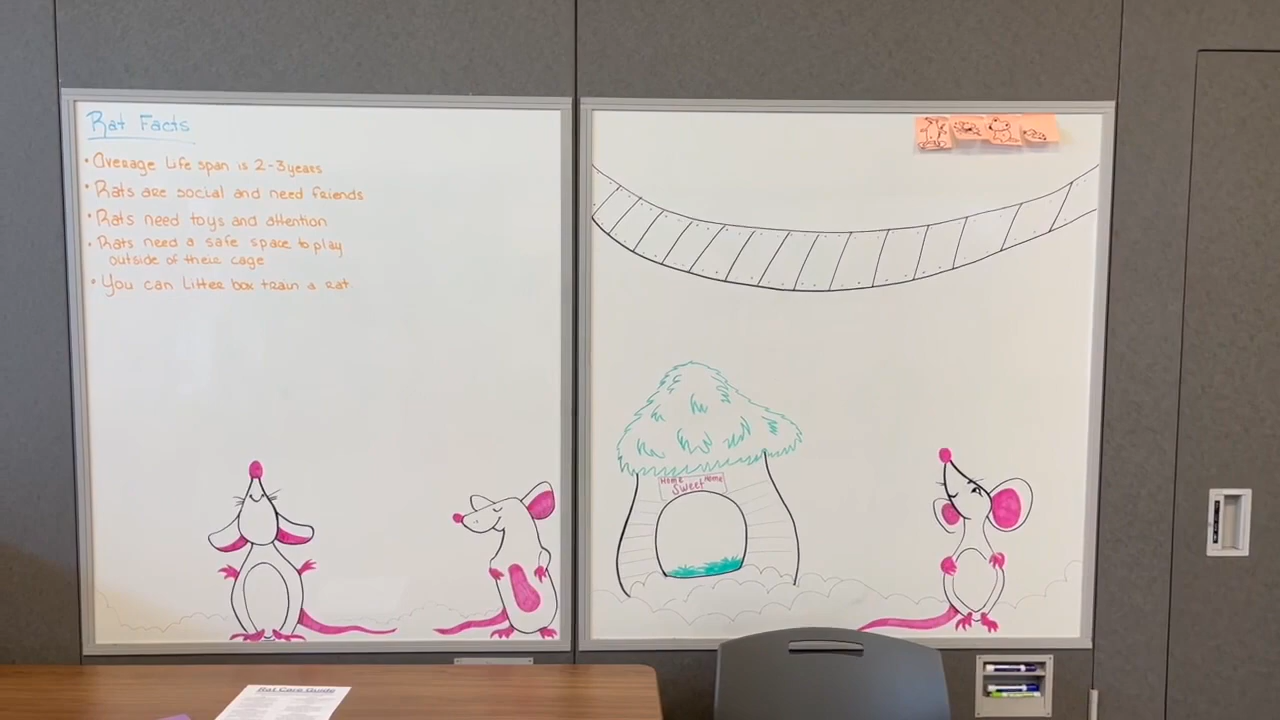 Rat Facts
• Average Life span is 2-3 years
• Rats are social and need friends
• Rats need toys and attention
• Rats need a safe space to play
outside of their cage
• You can Litter box train a rat.
Home Sweet Home
Rat Care Guide